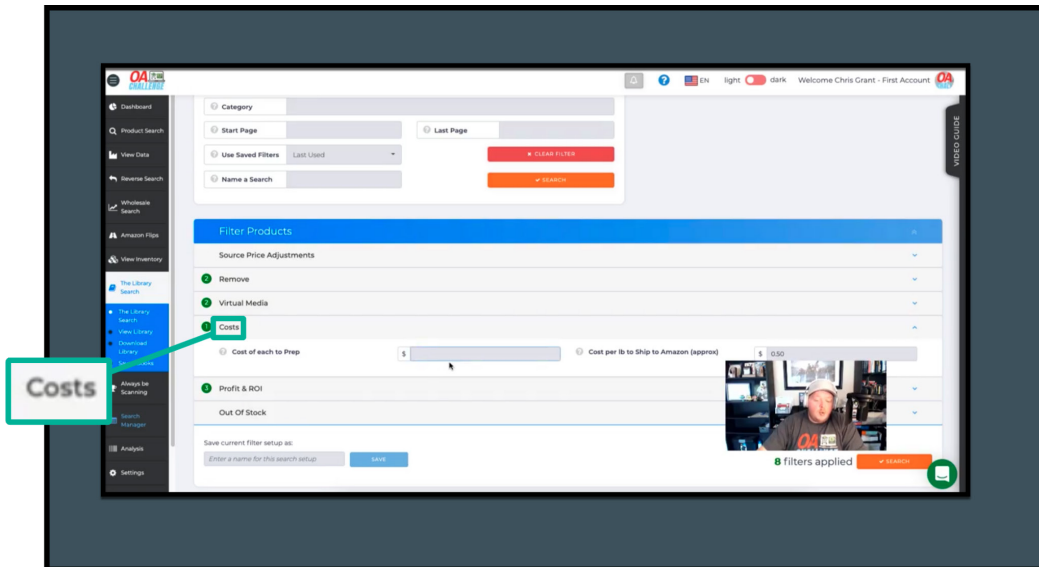 OA
CHALLENGE
EN
light
dark
Welcome Chris Grant - First Account
OA
Dashboard
Product Search
View Data
Reverse Search
Wholesale
Search
Amazon Flips
View Inventory
The Library
Search
The Library
Search
View Library
Download
Library
Always be
Scanning
Search
Manager
Analysis
Settings
Category
Start Page
Last Page
Use Saved Filters
Last Used
CLEAR FILTER
Name a Search
SEARCH
VIDEO GUIDE
Filter Products
Source Price Adjustments
2 Remove
2 Virtual Media
1 Costs
Cost of each to Prep
$
Cost per lb to Ship to Amazon (approx)
$ 0.50
Costs
3 Profit & ROI
Out Of Stock
OA
Save current filter setup as:
Enter a name for this search setup
SAVE
8 filters applied
SEARCH